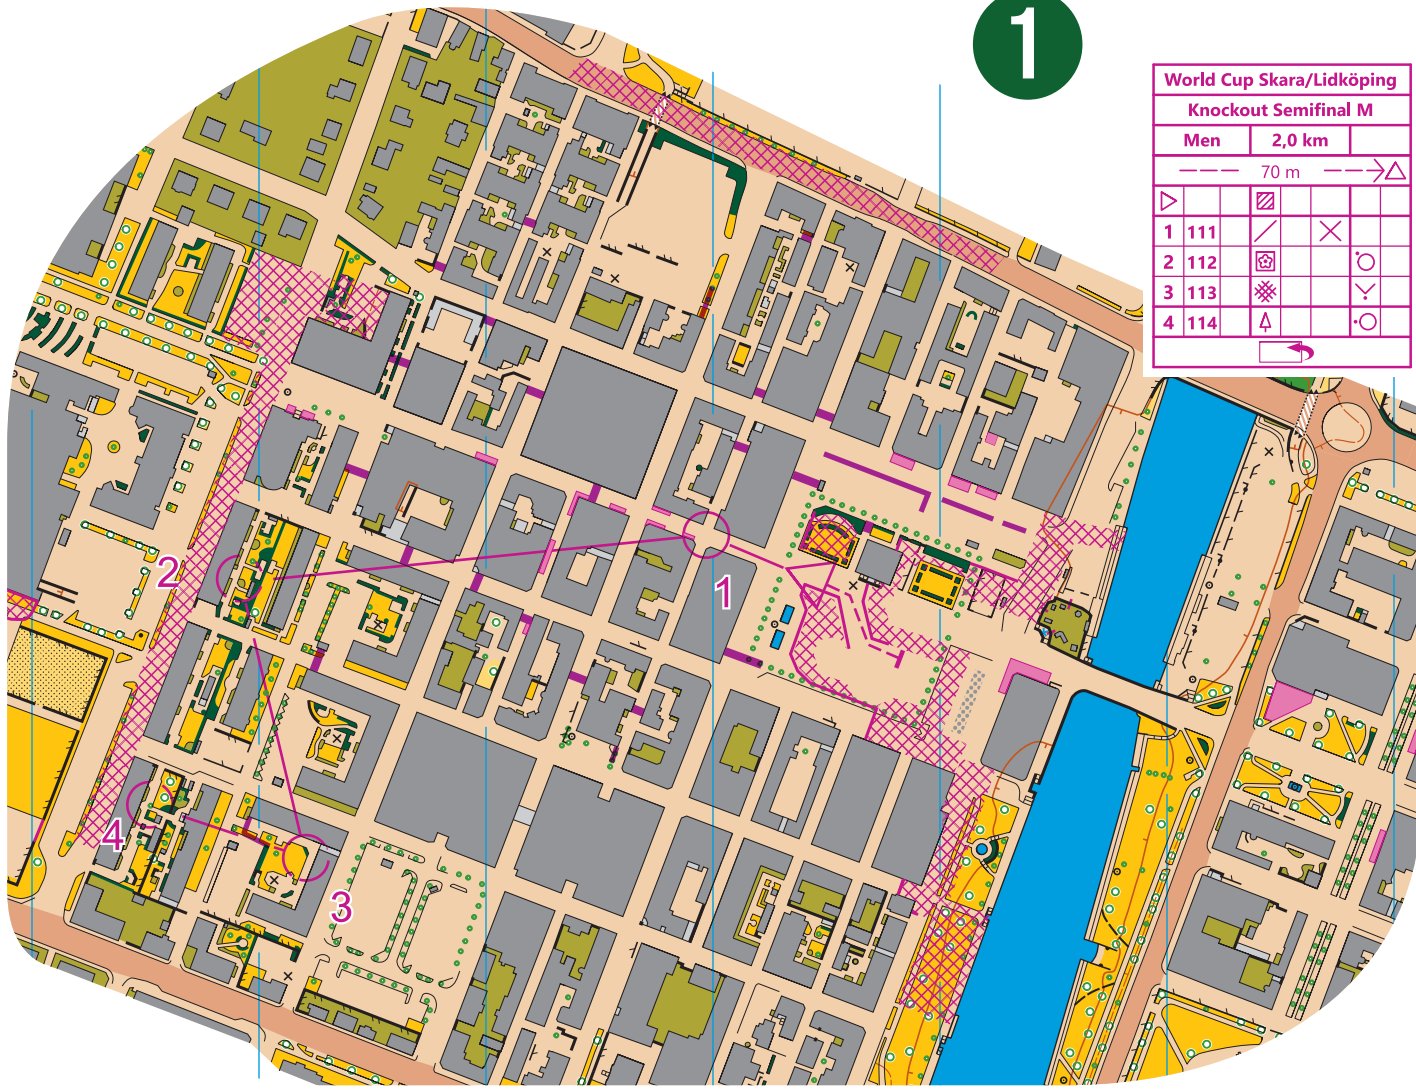 1
World Cup Skara/Lidköping
Knockout Semifinal M
Men 2,0 km
70 m
1 111
2 112
3 113
4 114
1
2
3
4